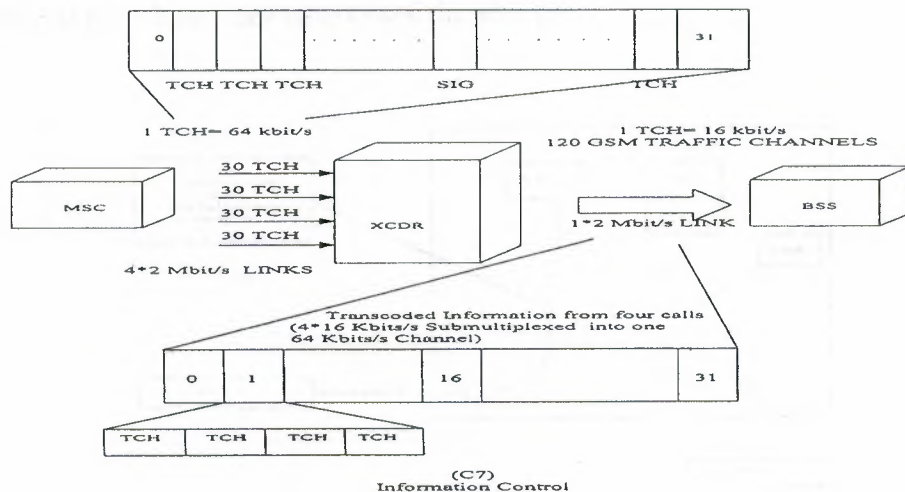 0 31
TCH TCH TCH SIG TCH
1 TCH= 64 kbit/s
1 TCH= 16 kbit/s
120 GSM TRAFFIC CHANNELS
30 TCH
30 TCH
30 TCH
30 TCH
MSC
XCDR
BSS
1*2 Mbit/s LINK
4*2 Mbit/s LINKS
Transcoded Information from four calls
(4*16 Kbits/s Submultiplexed into one
64 Kbits/s Channel)
0 1 16 31
TCH TCH TCH TCH
(C7)
Information Control